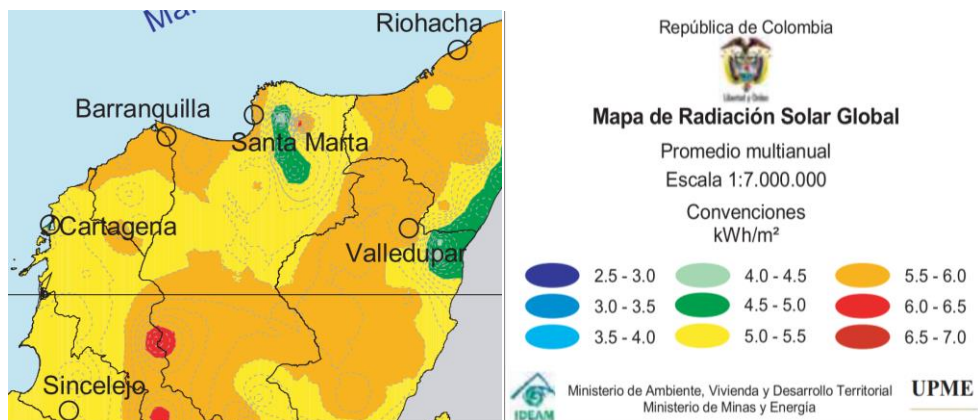 Mar
Riohacha
Barranquilla
Santa Marta
Cartagena
Valledupar
Sincelejo
República de Colombia
Libertad y Orden
Mapa de Radiación Solar Global
Promedio multianual
Escala 1:7.000.000
Convenciones
kWh/m²
2.5 - 3.0
4.0 - 4.5
5.5 - 6.0
3.0 - 3.5
4.5 - 5.0
6.0 - 6.5
3.5 - 4.0
5.0 - 5.5
6.5 - 7.0
IDEAM
Ministerio de Ambiente, Vivienda y Desarrollo Territorial
Ministerio de Minas y Energía
UPME